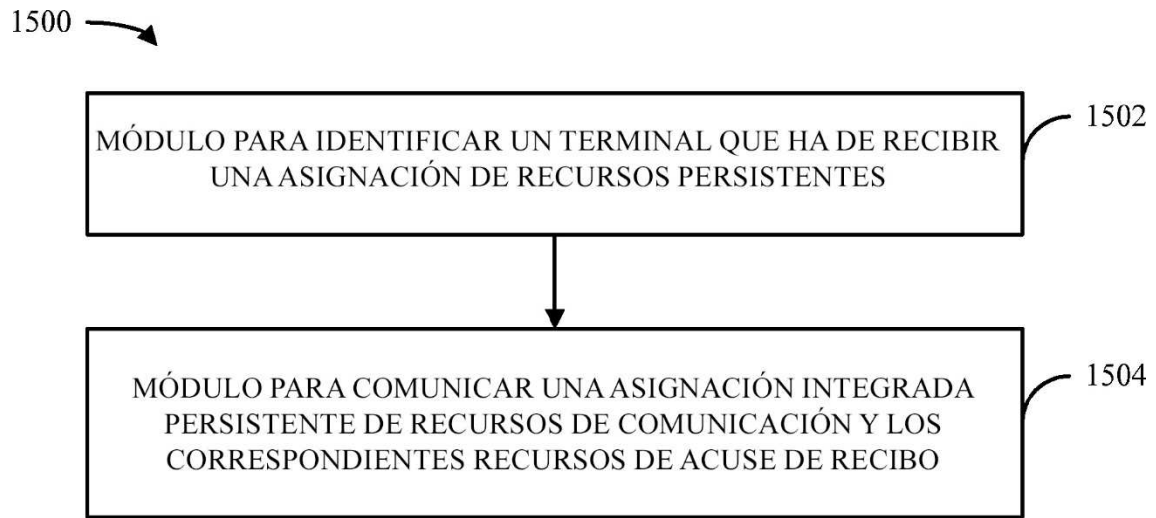 1500
1502
MÓDULO PARA IDENTIFICAR UN TERMINAL QUE HA DE RECIBIR
UNA ASIGNACIÓN DE RECURSOS PERSISTENTES
1504
MÓDULO PARA COMUNICAR UNA ASIGNACIÓN INTEGRADA
PERSISTENTE DE RECURSOS DE COMUNICACIÓN Y LOS
CORRESPONDIENTES RECURSOS DE ACUSE DE RECIBO